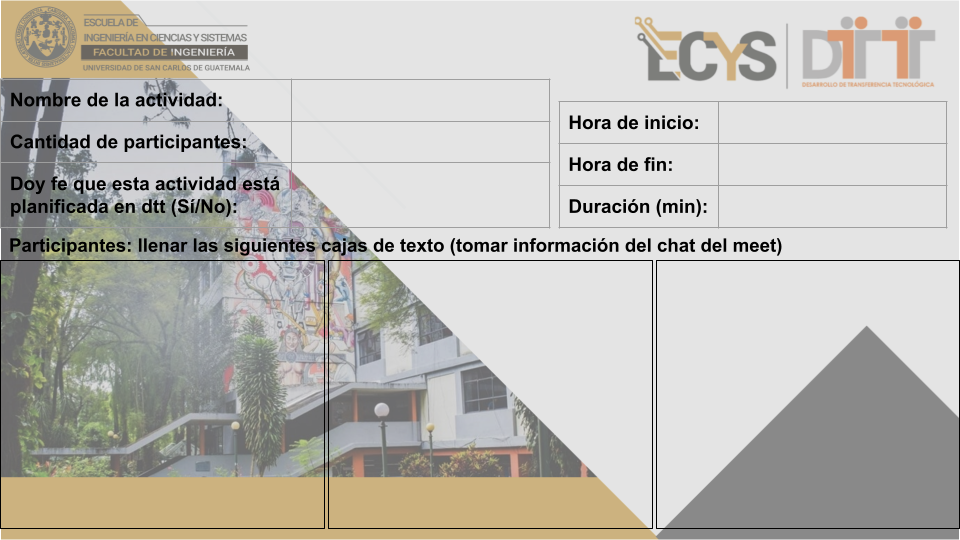 ESCUELA DE
INGENIERÍA EN CIENCIAS Y SISTEMAS
FACULTAD DE INGENIERÍA
UNIVERSIDAD DE SAN CARLOS DE GUATEMALA
ECYS
DTT
DESARROLLO DE TRANSFERENCIA TECNOLÓGICA
Nombre de la actividad:
Cantidad de participantes:
Doy fe que esta actividad está
planificada en dtt (Sí/No):
Hora de inicio:
Hora de fin:
Duración (min):
Participantes: llenar las siguientes cajas de texto (tomar información del chat del meet)